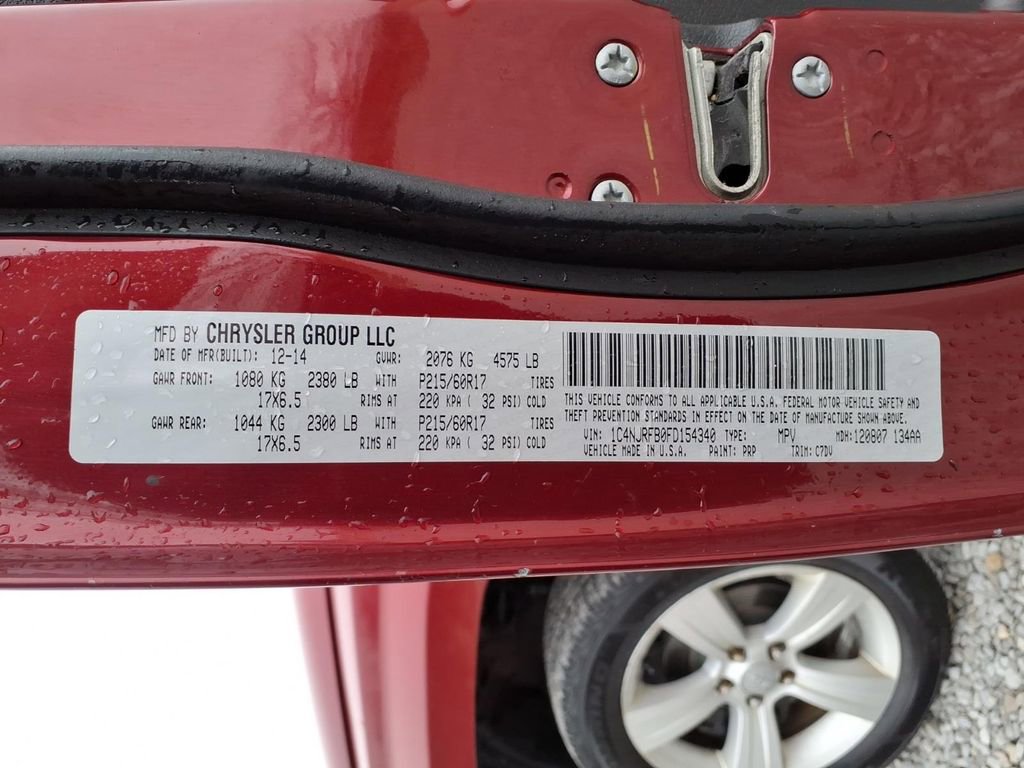 MFD BY CHRYSLER GROUP LLC
DATE OF MFR(BUILT): 12-14 GVWR: 2076 KG 4575 LB
GAWR FRONT: 1080 KG 2380 LB WITH P215/60R17 TIRES
17X6.5 RIMS AT 220 KPA ( 32 PSI) COLD
GAWR REAR: 1044 KG 2300 LB WITH P215/60R17 TIRES
17X6.5 RIMS AT 220 KPA ( 32 PSI) COLD
THIS VEHICLE CONFORMS TO ALL APPLICABLE U.S.A. FEDERAL MOTOR VEHICLE SAFETY AND
THEFT PREVENTION STANDARDS IN EFFECT ON THE DATE OF MANUFACTURE SHOWN ABOVE.
VIN: 1C4NJRFB0FD154340 TYPE: MPV MDH:120807 134AA
VEHICLE MADE IN U.S.A. PAINT: PRP TRIM: C7DV